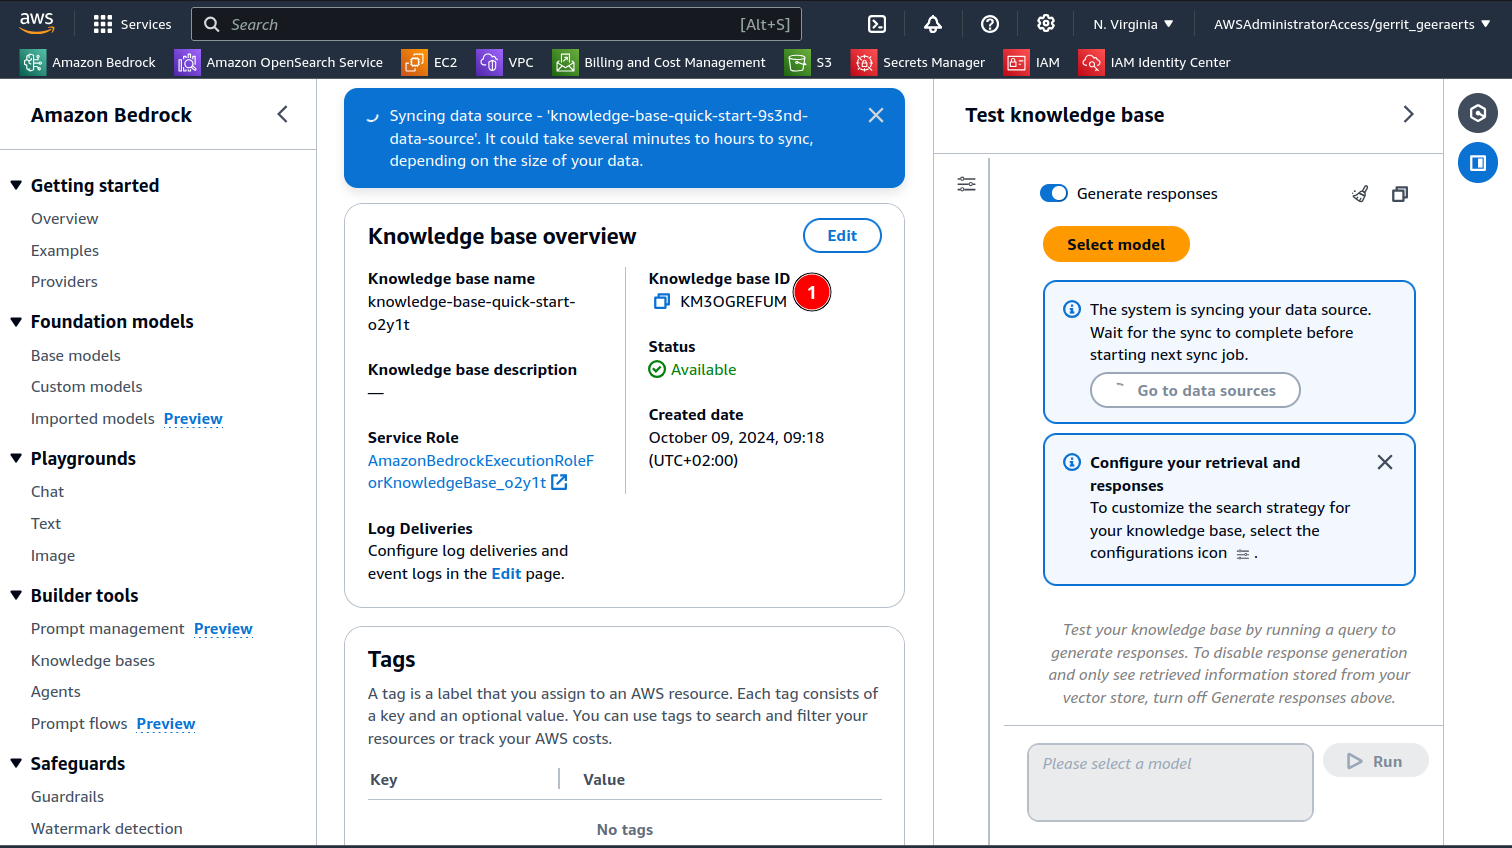 aws
Services
Search
[Alt+S]
N. Virginia
AWSAdministratorAccess/gerrit_geeraerts
Amazon Bedrock
Amazon OpenSearch Service
EC2
VPC
Billing and Cost Management
S3
Secrets Manager
IAM
IAM Identity Center
Amazon Bedrock
Getting started
Overview
Examples
Providers
Foundation models
Base models
Custom models
Imported models Preview
Playgrounds
Chat
Text
Image
Builder tools
Prompt management Preview
Knowledge bases
Agents
Prompt flows Preview
Safeguards
Guardrails
Watermark detection
Syncing data source - 'knowledge-base-quick-start-9s3nd-
data-source'. It could take several minutes to hours to sync,
depending on the size of your data.
Knowledge base overview
Edit
Knowledge base name
knowledge-base-quick-start-
o2y1t
Knowledge base description
—
Service Role
AmazonBedrockExecutionRoleF
orKnowledgeBase_o2y1t
Log Deliveries
Configure log deliveries and
event logs in the Edit page.
Knowledge base ID
KM3OGREFUM
1
Status
Available
Created date
October 09, 2024, 09:18
(UTC+02:00)
Tags
A tag is a label that you assign to an AWS resource. Each tag consists of
a key and an optional value. You can use tags to search and filter your
resources or track your AWS costs.
Key
Value
No tags
Test knowledge base
Generate responses
Select model
The system is syncing your data source.
Wait for the sync to complete before
starting next sync job.
Go to data sources
Configure your retrieval and
responses
To customize the search strategy for
your knowledge base, select the
configurations icon .
Test your knowledge base by running a query to
generate responses. To disable response generation
and only see retrieved information stored from your
vector store, turn off Generate responses above.
Please select a model
Run